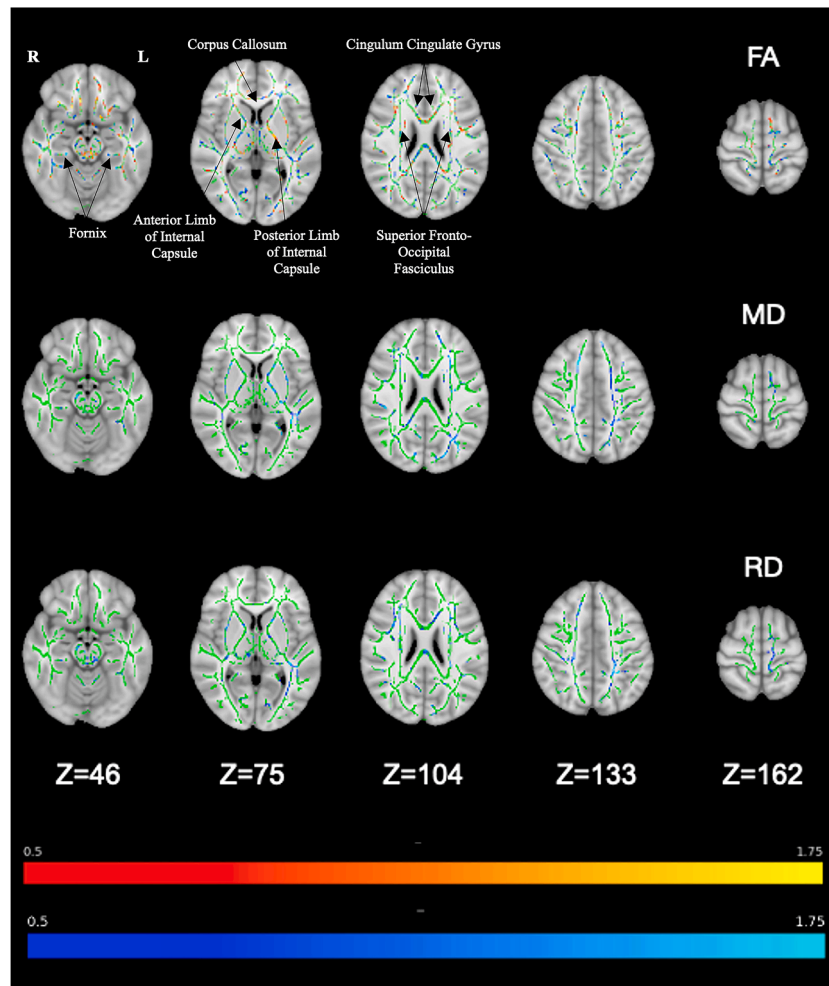 Corpus Callosum
Cingulum Cingulate Gyrus
R
L
FA
Fornix
Anterior Limb
of Internal
Capsule
Posterior Limb
of Internal
Capsule
Superior Fronto-
Occipital
Fasciculus
MD
RD
Z=46
Z=75
Z=104
Z=133
Z=162
0.5
1.75
0.5
1.75